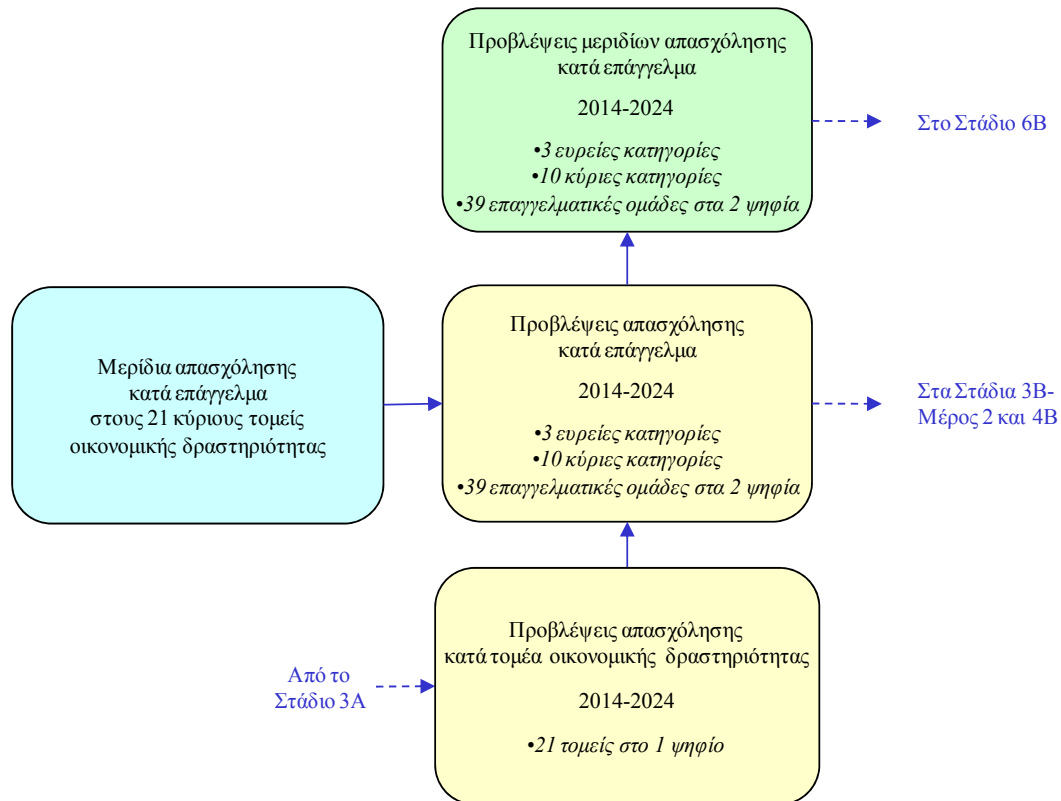 Προβλέψεις μεριδίων απασχόλησης
κατά επάγγελμα
2014-2024
•3 ευρείες κατηγορίες
•10 κύριες κατηγορίες
•39 επαγγελματικές ομάδες στα 2 ψηφία
Στο Στάδιο 6Β
Μερίδια απασχόλησης
κατά επάγγελμα
στους 21 κύριους τομείς
οικονομικής δραστηριότητας
Προβλέψεις απασχόλησης
κατά επάγγελμα
2014-2024
•3 ευρείες κατηγορίες
•10 κύριες κατηγορίες
•39 επαγγελματικές ομάδες στα 2 ψηφία
Στα Στάδια 3Β-
Μέρος 2 και 4Β
Από το
Στάδιο 3Α
Προβλέψεις απασχόλησης
κατά τομέα οικονομικής δραστηριότητας
2014-2024
•21 τομείς στο 1 ψηφίο